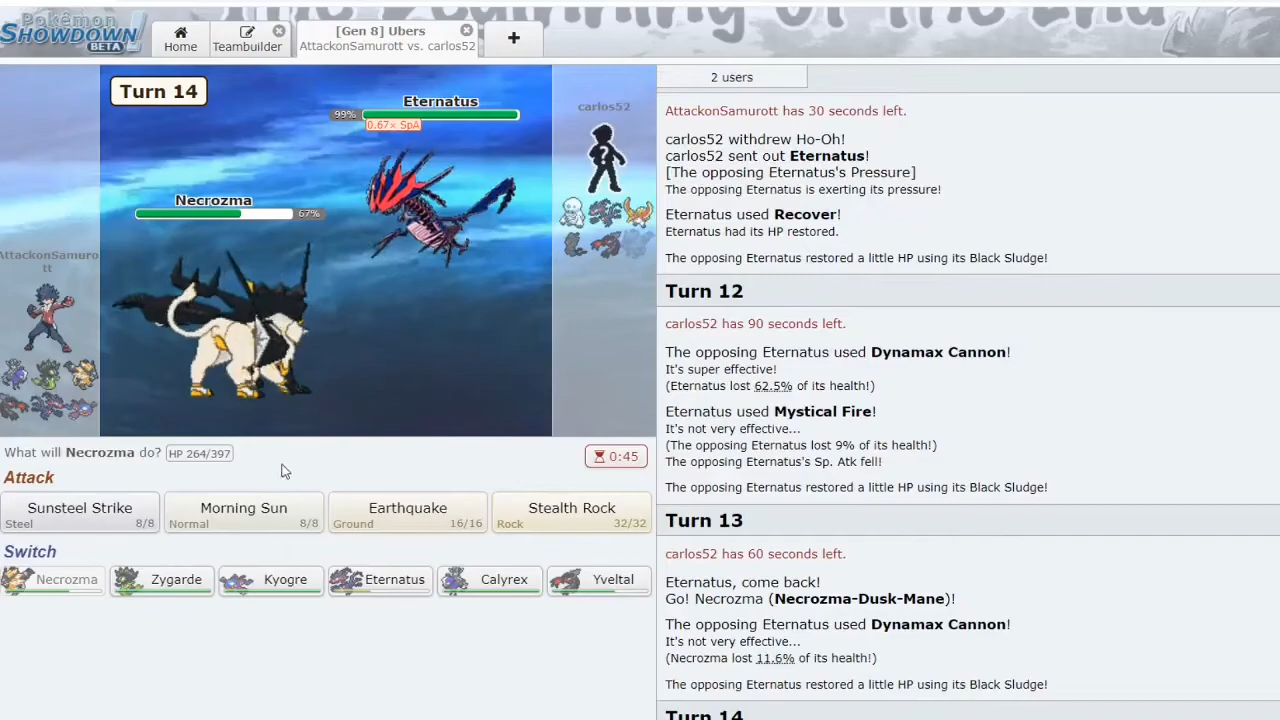 The Beginning of the End
Pokémon
SHOWDOWN
BETA
Home
Teambuilder
[Gen 8] Ubers
AttackonSamurott vs. carlos52
+
Turn 14
Eternatus
99%
0.67× SpA
Necrozma
67%
AttackonSamuro
tt
carlos52
?
What will Necrozma do? HP 264/397
0:45
Attack
Sunsteel Strike
Steel 8/8
Morning Sun
Normal 8/8
Earthquake
Ground 16/16
Stealth Rock
Rock 32/32
Switch
Necrozma
Zygarde
Kyogre
Eternatus
Calyrex
Yveltal
2 users
AttackonSamurott has 30 seconds left.
carlos52 withdrew Ho-Oh!
carlos52 sent out Eternatus!
[The opposing Eternatus's Pressure]
The opposing Eternatus is exerting its pressure!
Eternatus used Recover!
Eternatus had its HP restored.
The opposing Eternatus restored a little HP using its Black Sludge!
Turn 12
carlos52 has 90 seconds left.
The opposing Eternatus used Dynamax Cannon!
It's super effective!
(Eternatus lost 62.5% of its health!)
Eternatus used Mystical Fire!
It's not very effective...
(The opposing Eternatus lost 9% of its health!)
The opposing Eternatus's Sp. Atk fell!
The opposing Eternatus restored a little HP using its Black Sludge!
Turn 13
carlos52 has 60 seconds left.
Eternatus, come back!
Go! Necrozma (Necrozma-Dusk-Mane)!
The opposing Eternatus used Dynamax Cannon!
It's not very effective...
(Necrozma lost 11.6% of its health!)
The opposing Eternatus restored a little HP using its Black Sludge!
Turn 14